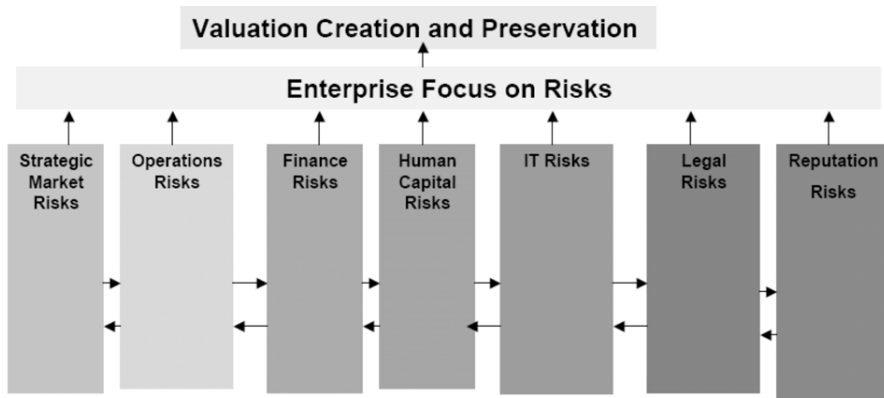 Valuation Creation and Preservation
Enterprise Focus on Risks
Strategic
Market
Risks
Operations
Risks
Finance
Risks
Human
Capital
Risks
IT Risks
Legal
Risks
Reputation
Risks